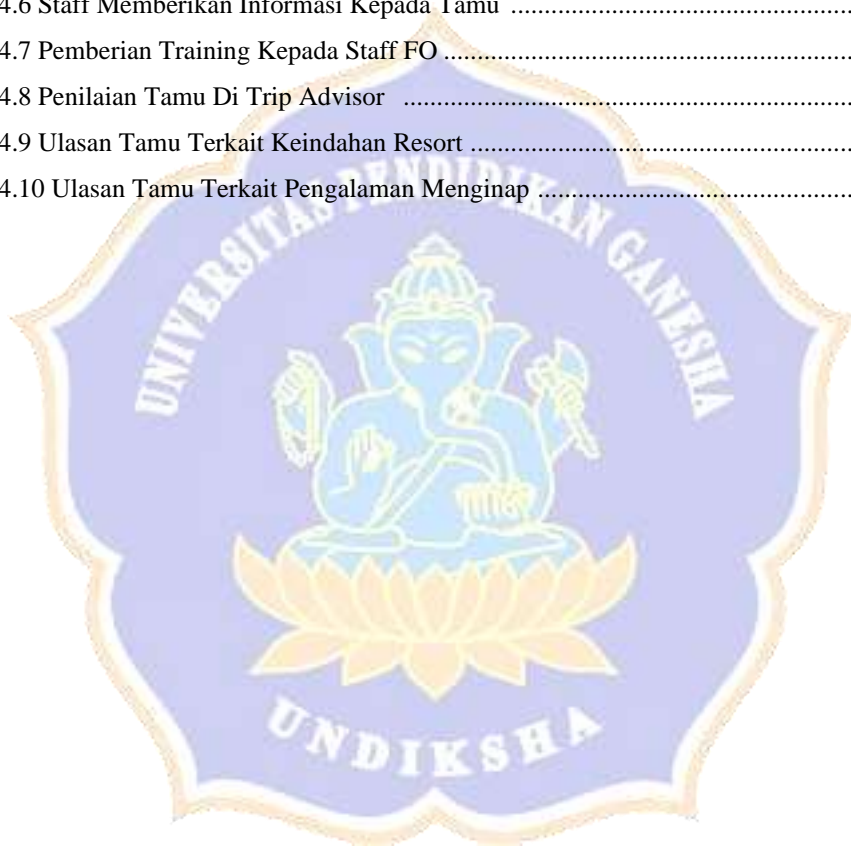 4.6 Staff Memberikan Informasi Kepada Tamu ......................................................
4.7 Pemberian Training Kepada Staff FO ................................................................
4.8 Penilaian Tamu Di Trip Advisor ......................................................................
4.9 Ulasan Tamu Terkait Keindahan Resort ............................................................
4.10 Ulasan Tamu Terkait Pengalaman Menginap ..................................................
UNIVERSITAS PENDIDIKAN GANESHA
UNDIKSHA